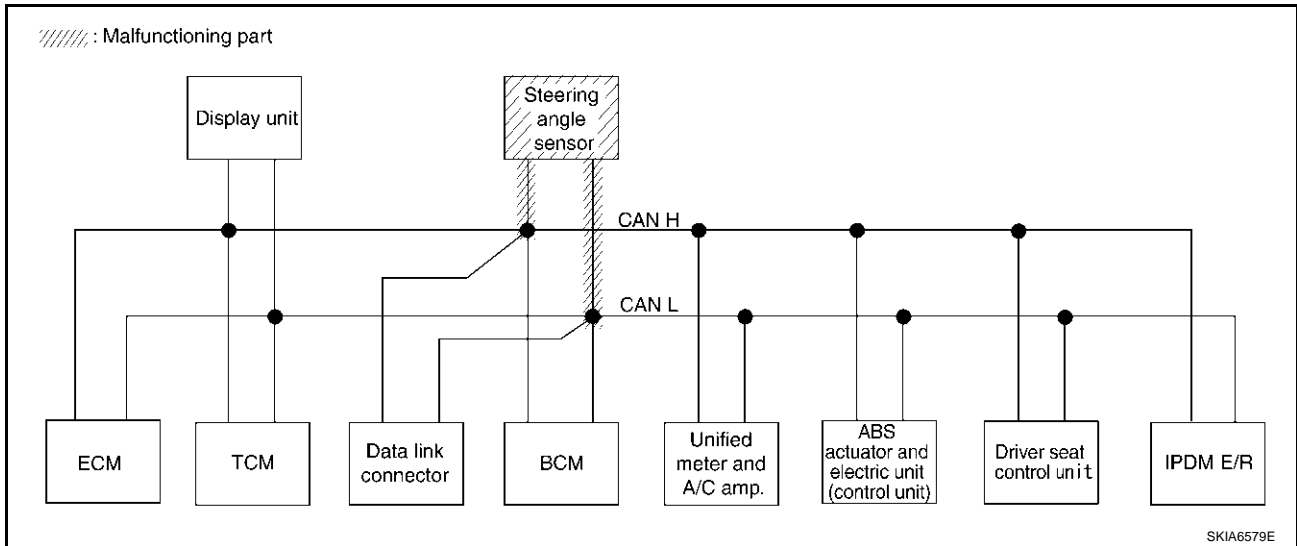 : Malfunctioning part
Display unit
Steering
angle
sensor
CAN H
CAN L
ECM
TCM
Data link
connector
BCM
Unified
meter and
A/C amp.
ABS
actuator and
electric unit
(control unit)
Driver seat
control unit
IPDM E/R
SKIA6579E